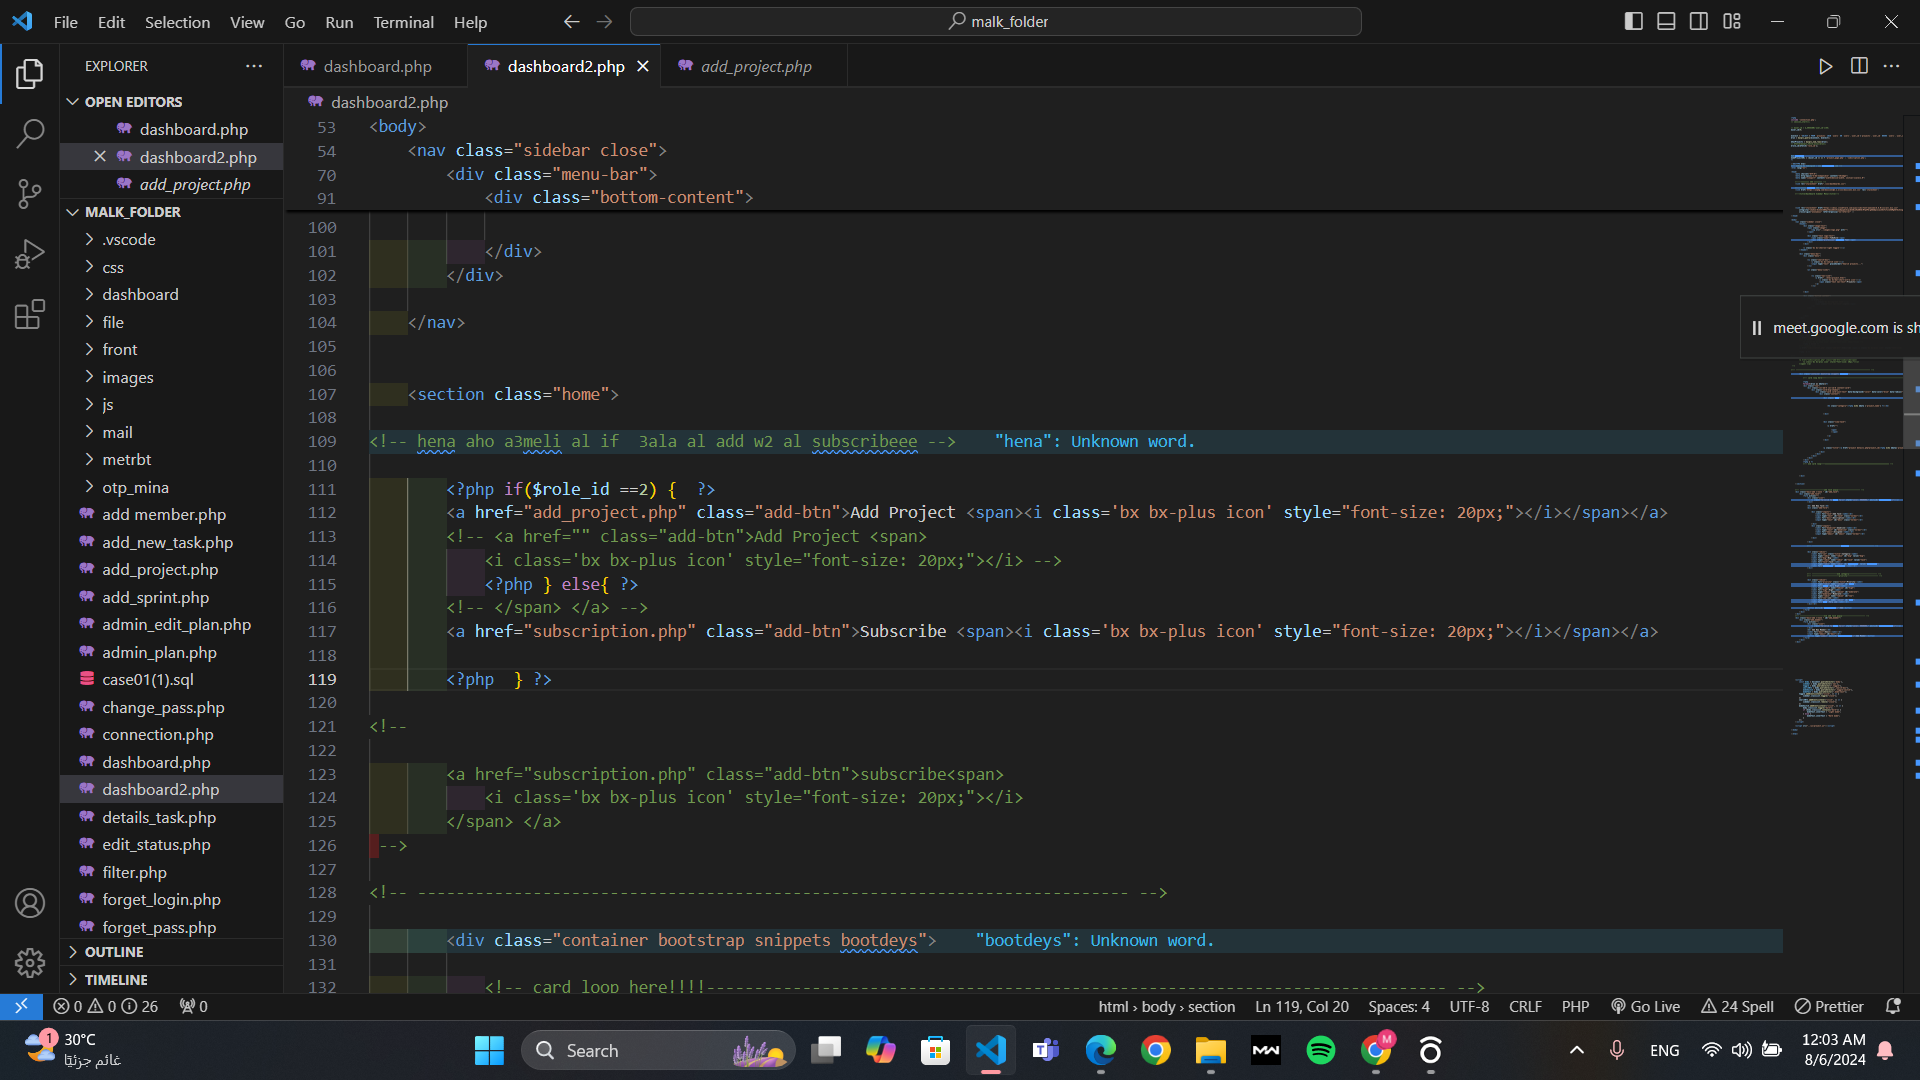 File Edit Selection View Go Run Terminal Help
malk_folder
EXPLORER
OPEN EDITORS
dashboard.php
dashboard2.php
add_project.php
MALK_FOLDER
.vscode
css
dashboard
file
front
images
js
mail
metrbt
otp_mina
add member.php
add_new_task.php
add_project.php
add_sprint.php
admin_edit_plan.php
admin_plan.php
case01(1).sql
change_pass.php
connection.php
dashboard.php
dashboard2.php
details_task.php
edit_status.php
filter.php
forget_login.php
forget_pass.php
OUTLINE
TIMELINE
dashboard.php dashboard2.php add_project.php
dashboard2.php
53 <body>
54 <nav class="sidebar close">
70 <div class="menu-bar">
91 <div class="bottom-content">
100
101 </div>
102 </div>
103
104 </nav>
105
106
107 <section class="home">
108
109 <!-- hena aho a3meli al if  3ala al add w2 al subscribeee --> "hena": Unknown word.
110
111 <?php if($role_id ==2) {  ?>
112 <a href="add_project.php" class="add-btn">Add Project <span><i class='bx bx-plus icon' style="font-size: 20px;"></i></span></a>
113 <!-- <a href="" class="add-btn">Add Project <span>
114 <i class='bx bx-plus icon' style="font-size: 20px;"></i> -->
115 <?php } else{ ?>
116 <!-- </span> </a> -->
117 <a href="subscription.php" class="add-btn">Subscribe <span><i class='bx bx-plus icon' style="font-size: 20px;"></i></span></a>
118
119 <?php  } ?>
120
121 <!--
122
123 <a href="subscription.php" class="add-btn">subscribe<span>
124 <i class='bx bx-plus icon' style="font-size: 20px;"></i>
125 </span> </a>
126 -->
127
128 <!-- -------------------------------------------------------------------------- -->
129
130 <div class="container bootstrap snippets bootdeys"> "bootdeys": Unknown word.
131
132 <!-- card loop here!!!!----------------------------------------------------------------------------- -->
meet.google.com is sh
0 0 26 0
html › body › section Ln 119, Col 20 Spaces: 4 UTF-8 CRLF PHP Go Live 24 Spell Prettier
1
30°C
غائم جزئيًا
Search
M
ENG
12:03 AM
8/6/2024